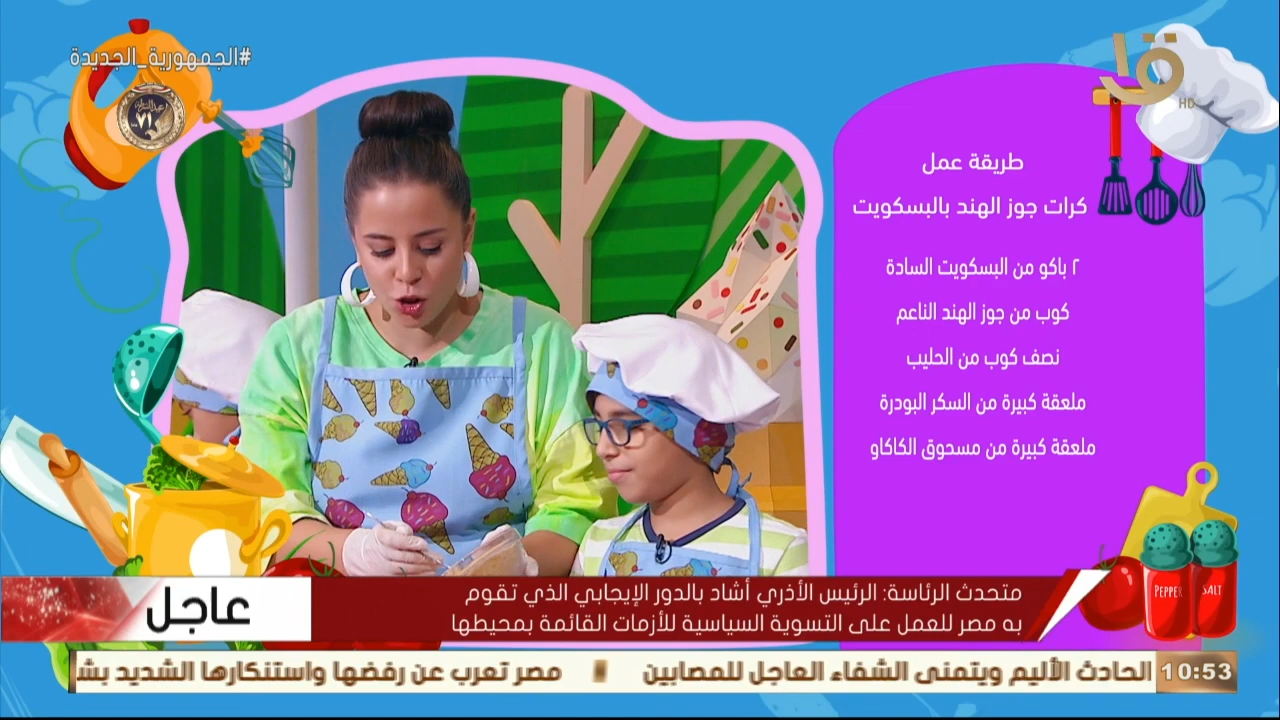 #الجمهورية_الجديدة
HD
طريقة عمل
كرات جوز الهند بالبسكويت
٢ باكو من البسكويت السادة
كوب من جوز الهند الناعم
نصف كوب من الحليب
ملعقة كبيرة من السكر البودرة
ملعقة كبيرة من مسحوق الكاكاو
PEPPER
SALT
عاجل
متحدث الرئاسة: الرئيس الأذري أشاد بالدور الإيجابي الذي تقوم
به مصر للعمل على التسوية السياسية للأزمات القائمة بمحيطها
10:53
الحادث الأليم ويتمنى الشفاء العاجل للمصابين
مصر تعرب عن رفضها واستنكارها الشديد بش